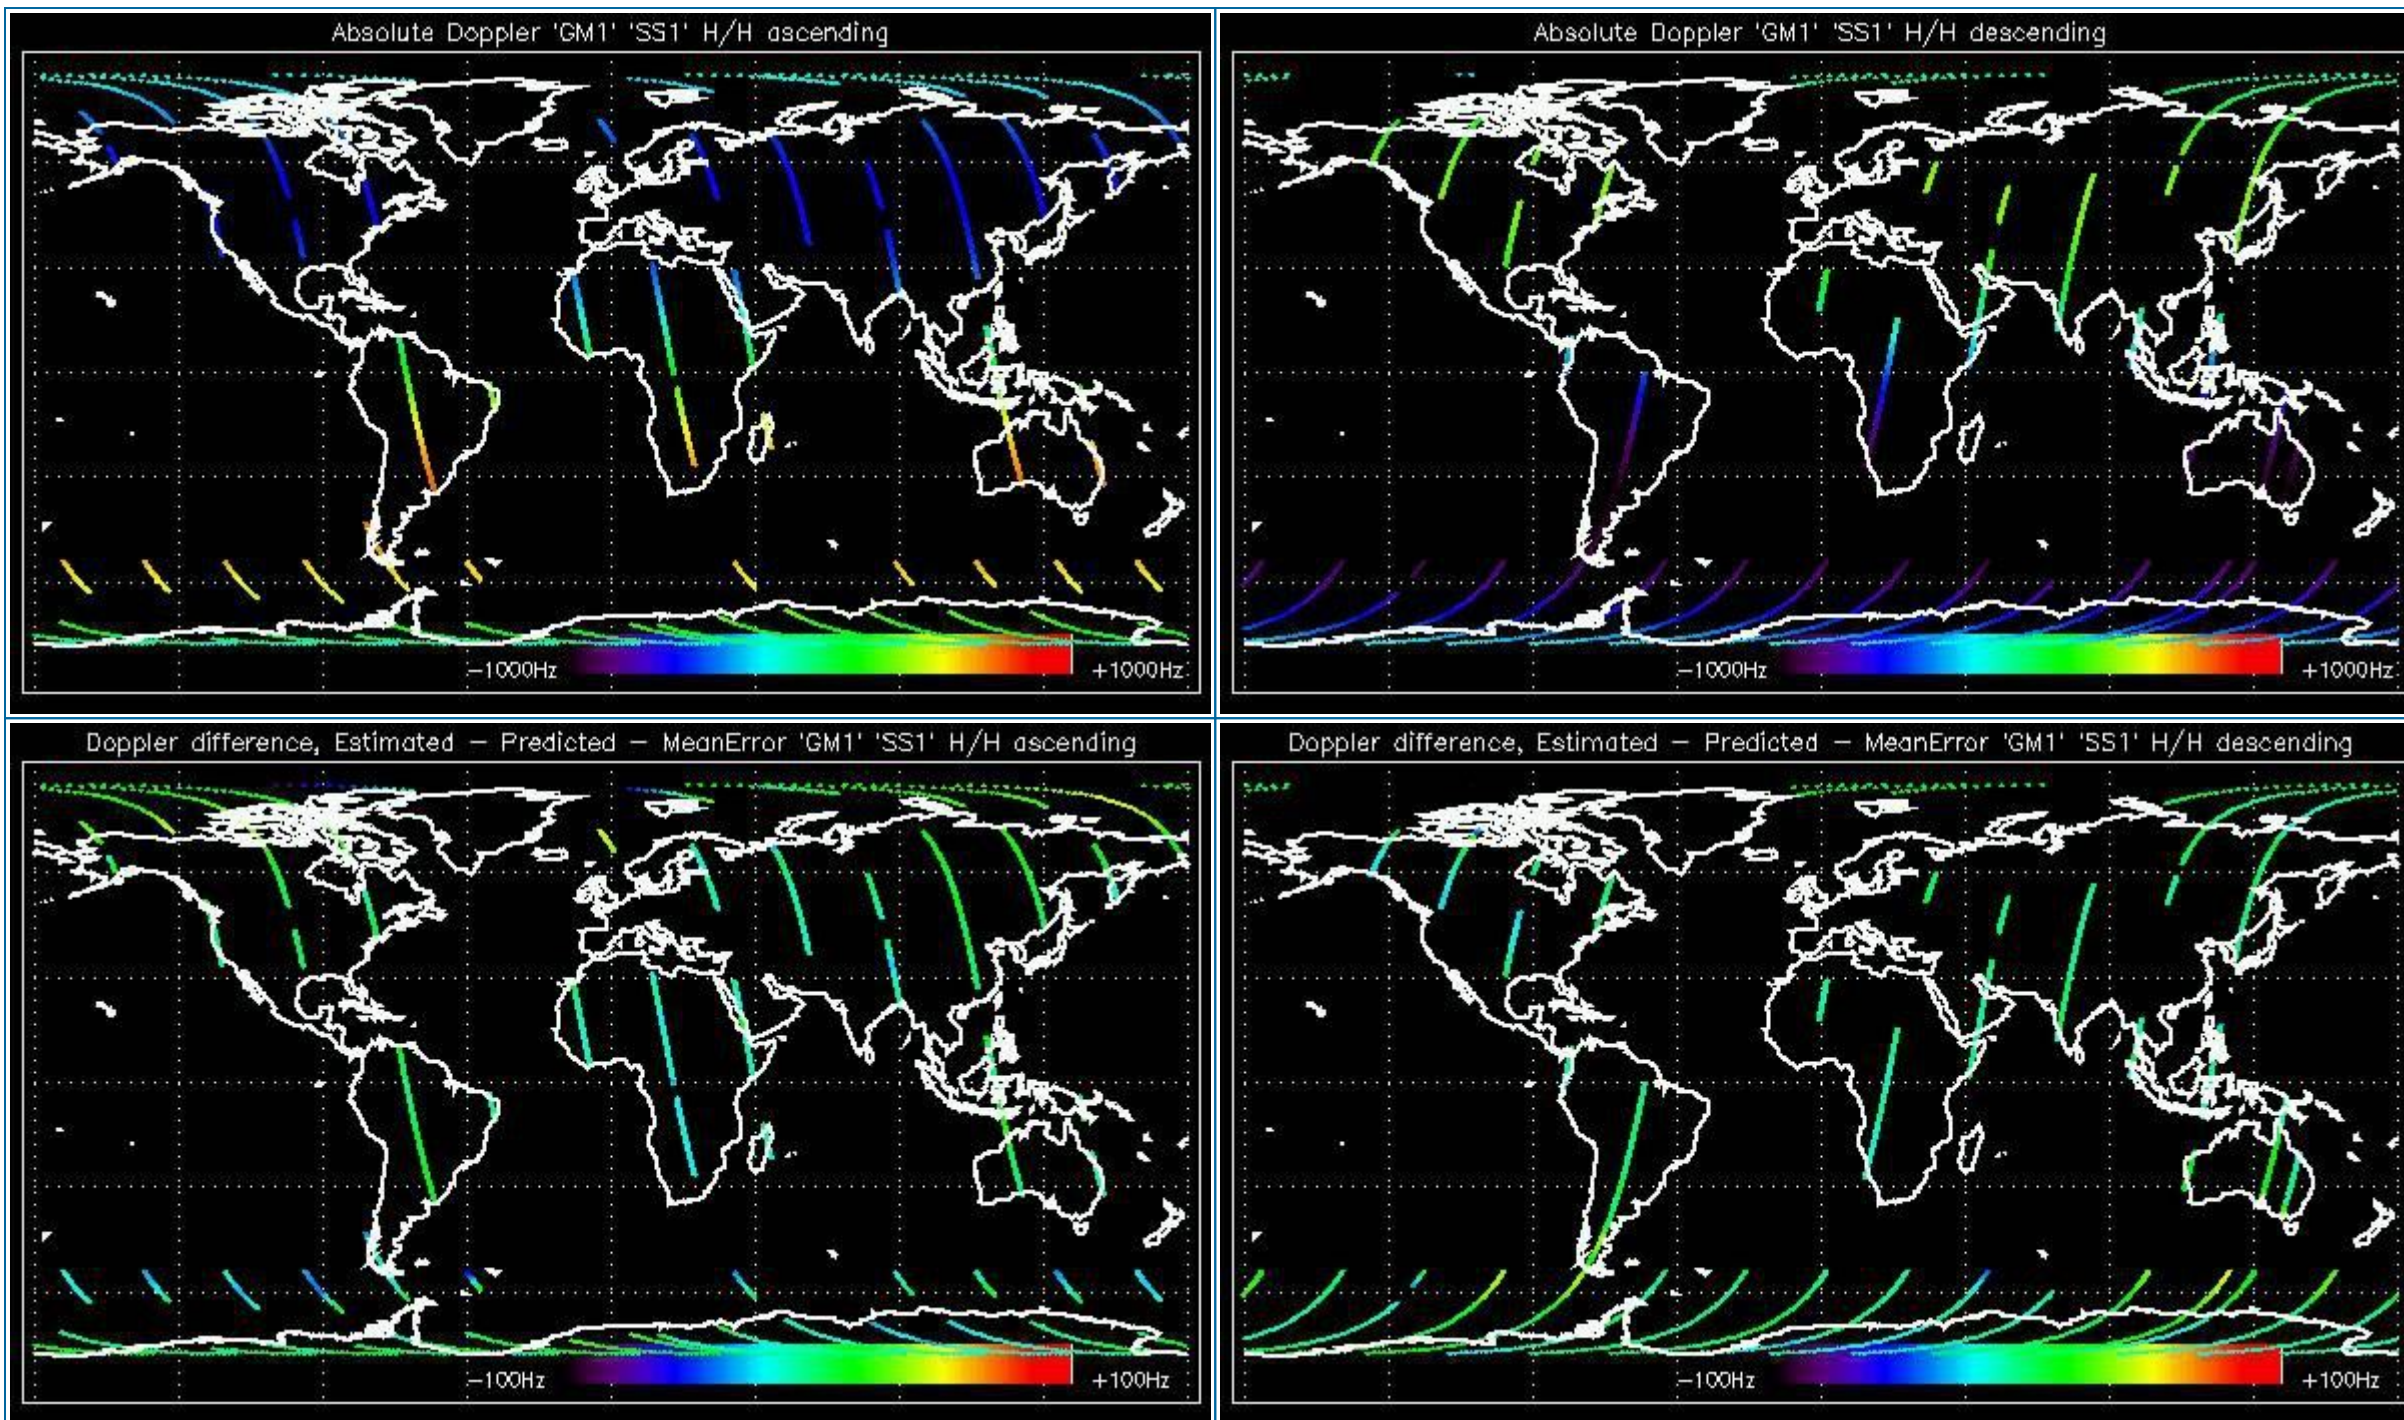 Absolute Doppler 'GM1' 'SS1' H/H ascending
-1000Hz
+1000Hz
Absolute Doppler 'GM1' 'SS1' H/H descending
-1000Hz
+1000Hz
Doppler difference, Estimated - Predicted - MeanError 'GM1' 'SS1' H/H ascending
-100Hz
+100Hz
Doppler difference, Estimated - Predicted - MeanError 'GM1' 'SS1' H/H descending
-100Hz
+100Hz